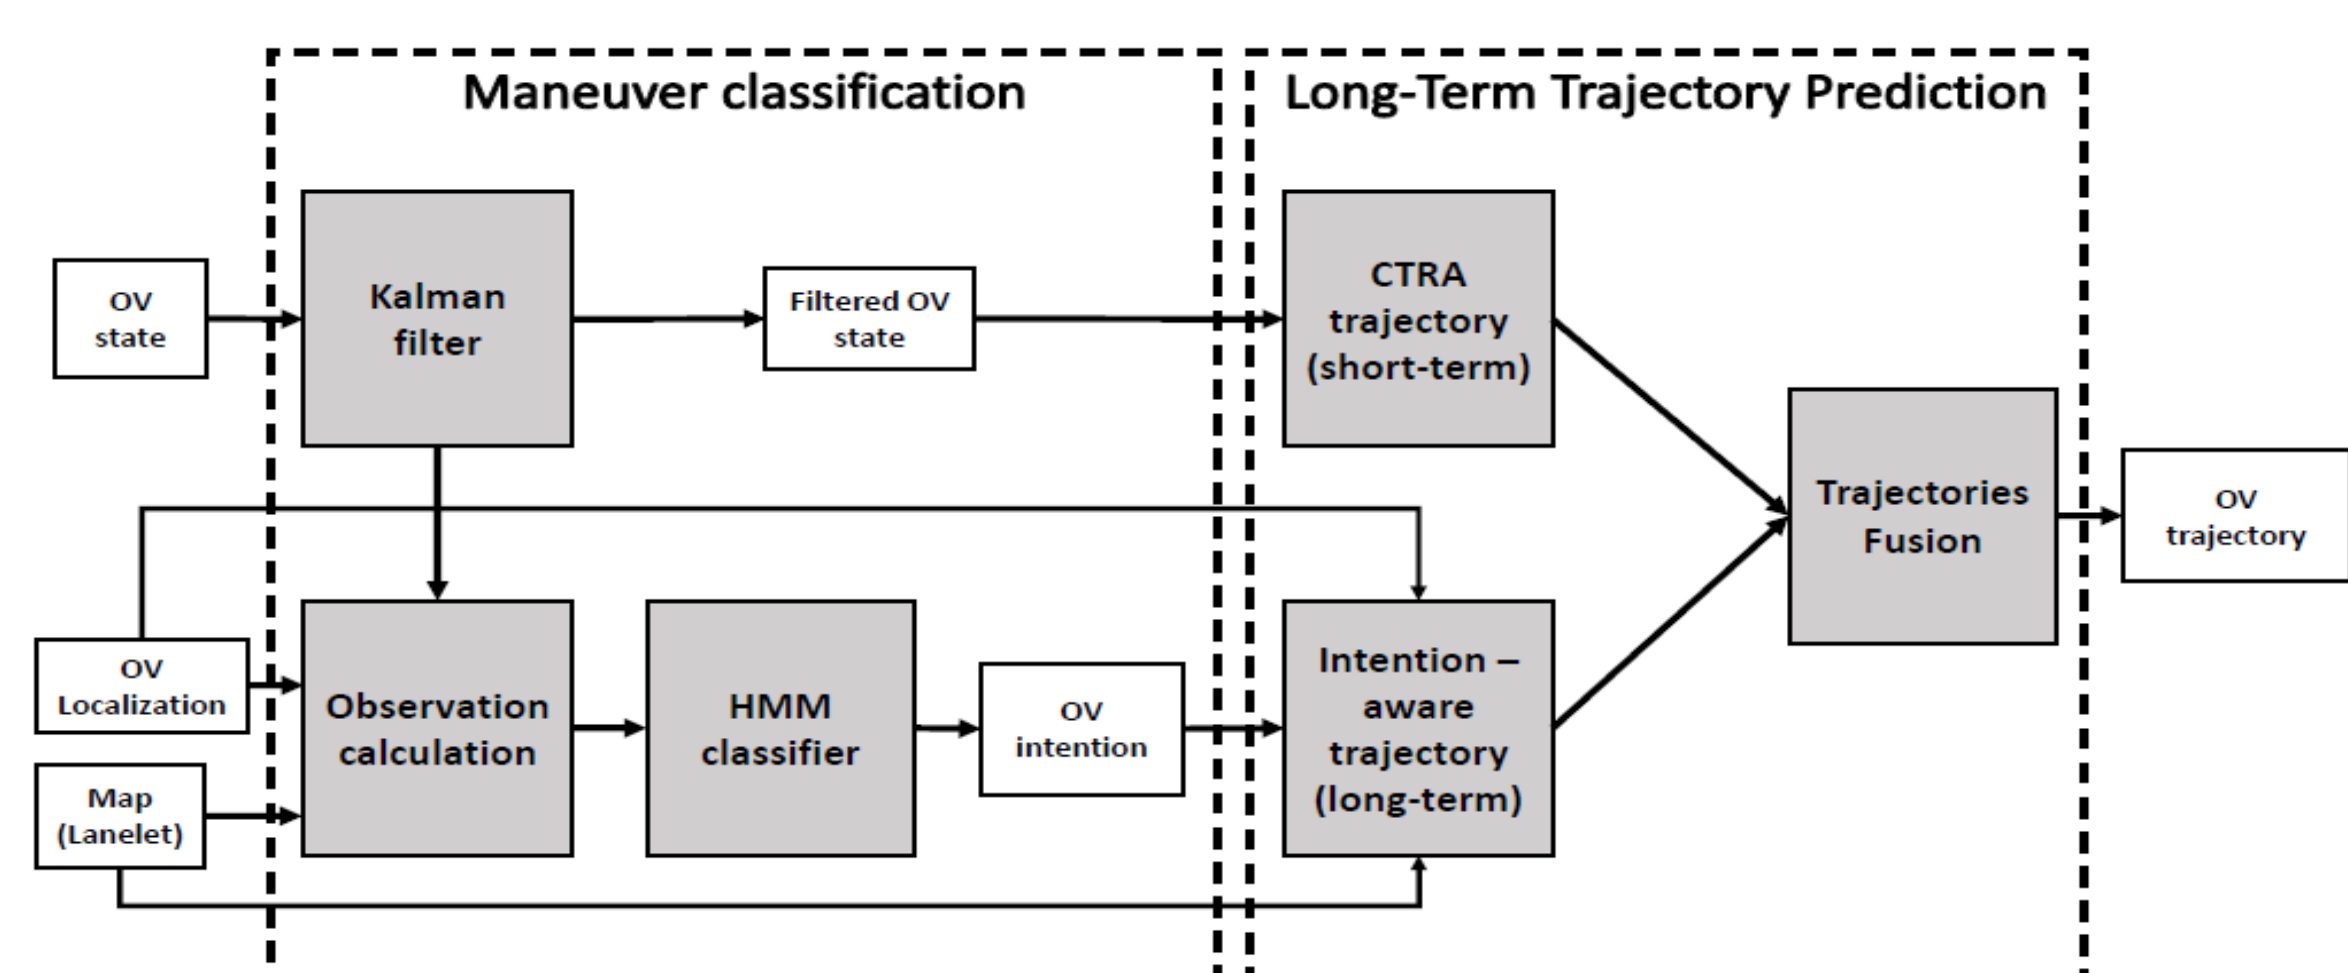 Maneuver classification
Long-Term Trajectory Prediction
OV
state
Kalman
filter
Filtered OV
state
CTRA
trajectory
(short-term)
Trajectories
Fusion
OV
trajectory
OV
Localization
Map
(Lanelet)
Observation
calculation
HMM
classifier
OV
intention
Intention –
aware
trajectory
(long-term)